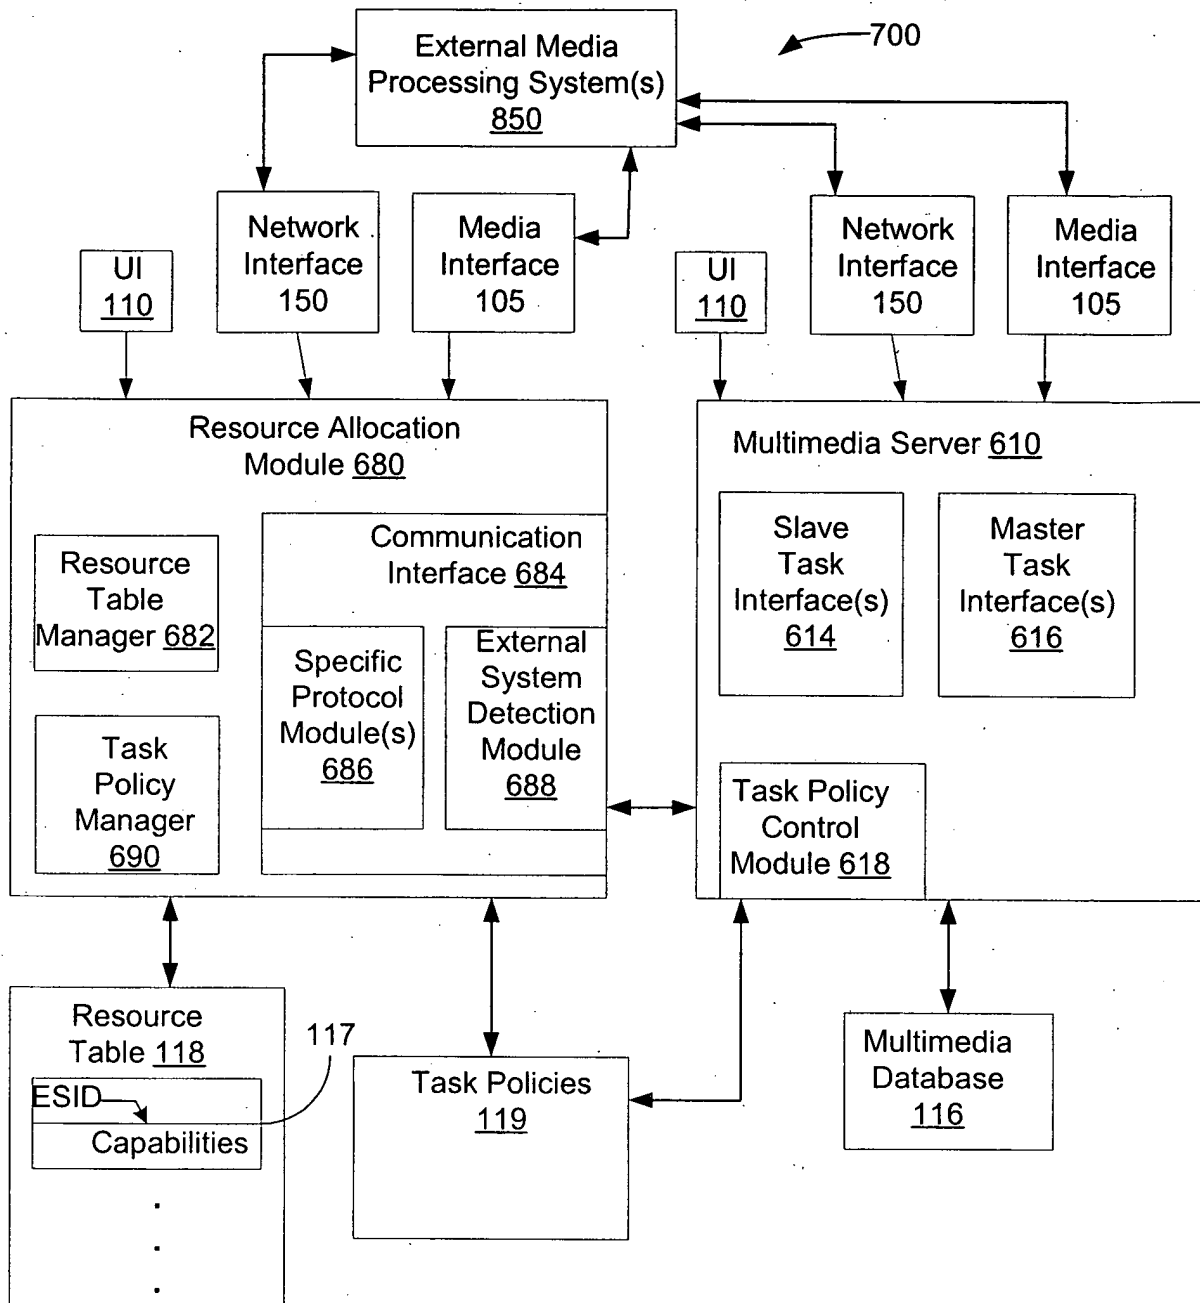 External Media
Processing System(s)
850
700
UI
110
Network
Interface
150
Media
Interface
105
UI
110
Network
Interface
150
Media
Interface
105
Resource Allocation
Module 680
Resource
Table
Manager 682
Communication
Interface 684
Specific
Protocol
Module(s)
686
External
System
Detection
Module
688
Task
Policy
Manager
690
Multimedia Server 610
Slave
Task
Interface(s)
614
Master
Task
Interface(s)
616
Task Policy
Control
Module 618
Resource
Table 118
117
ESID
Capabilities
Task Policies
119
Multimedia
Database
116